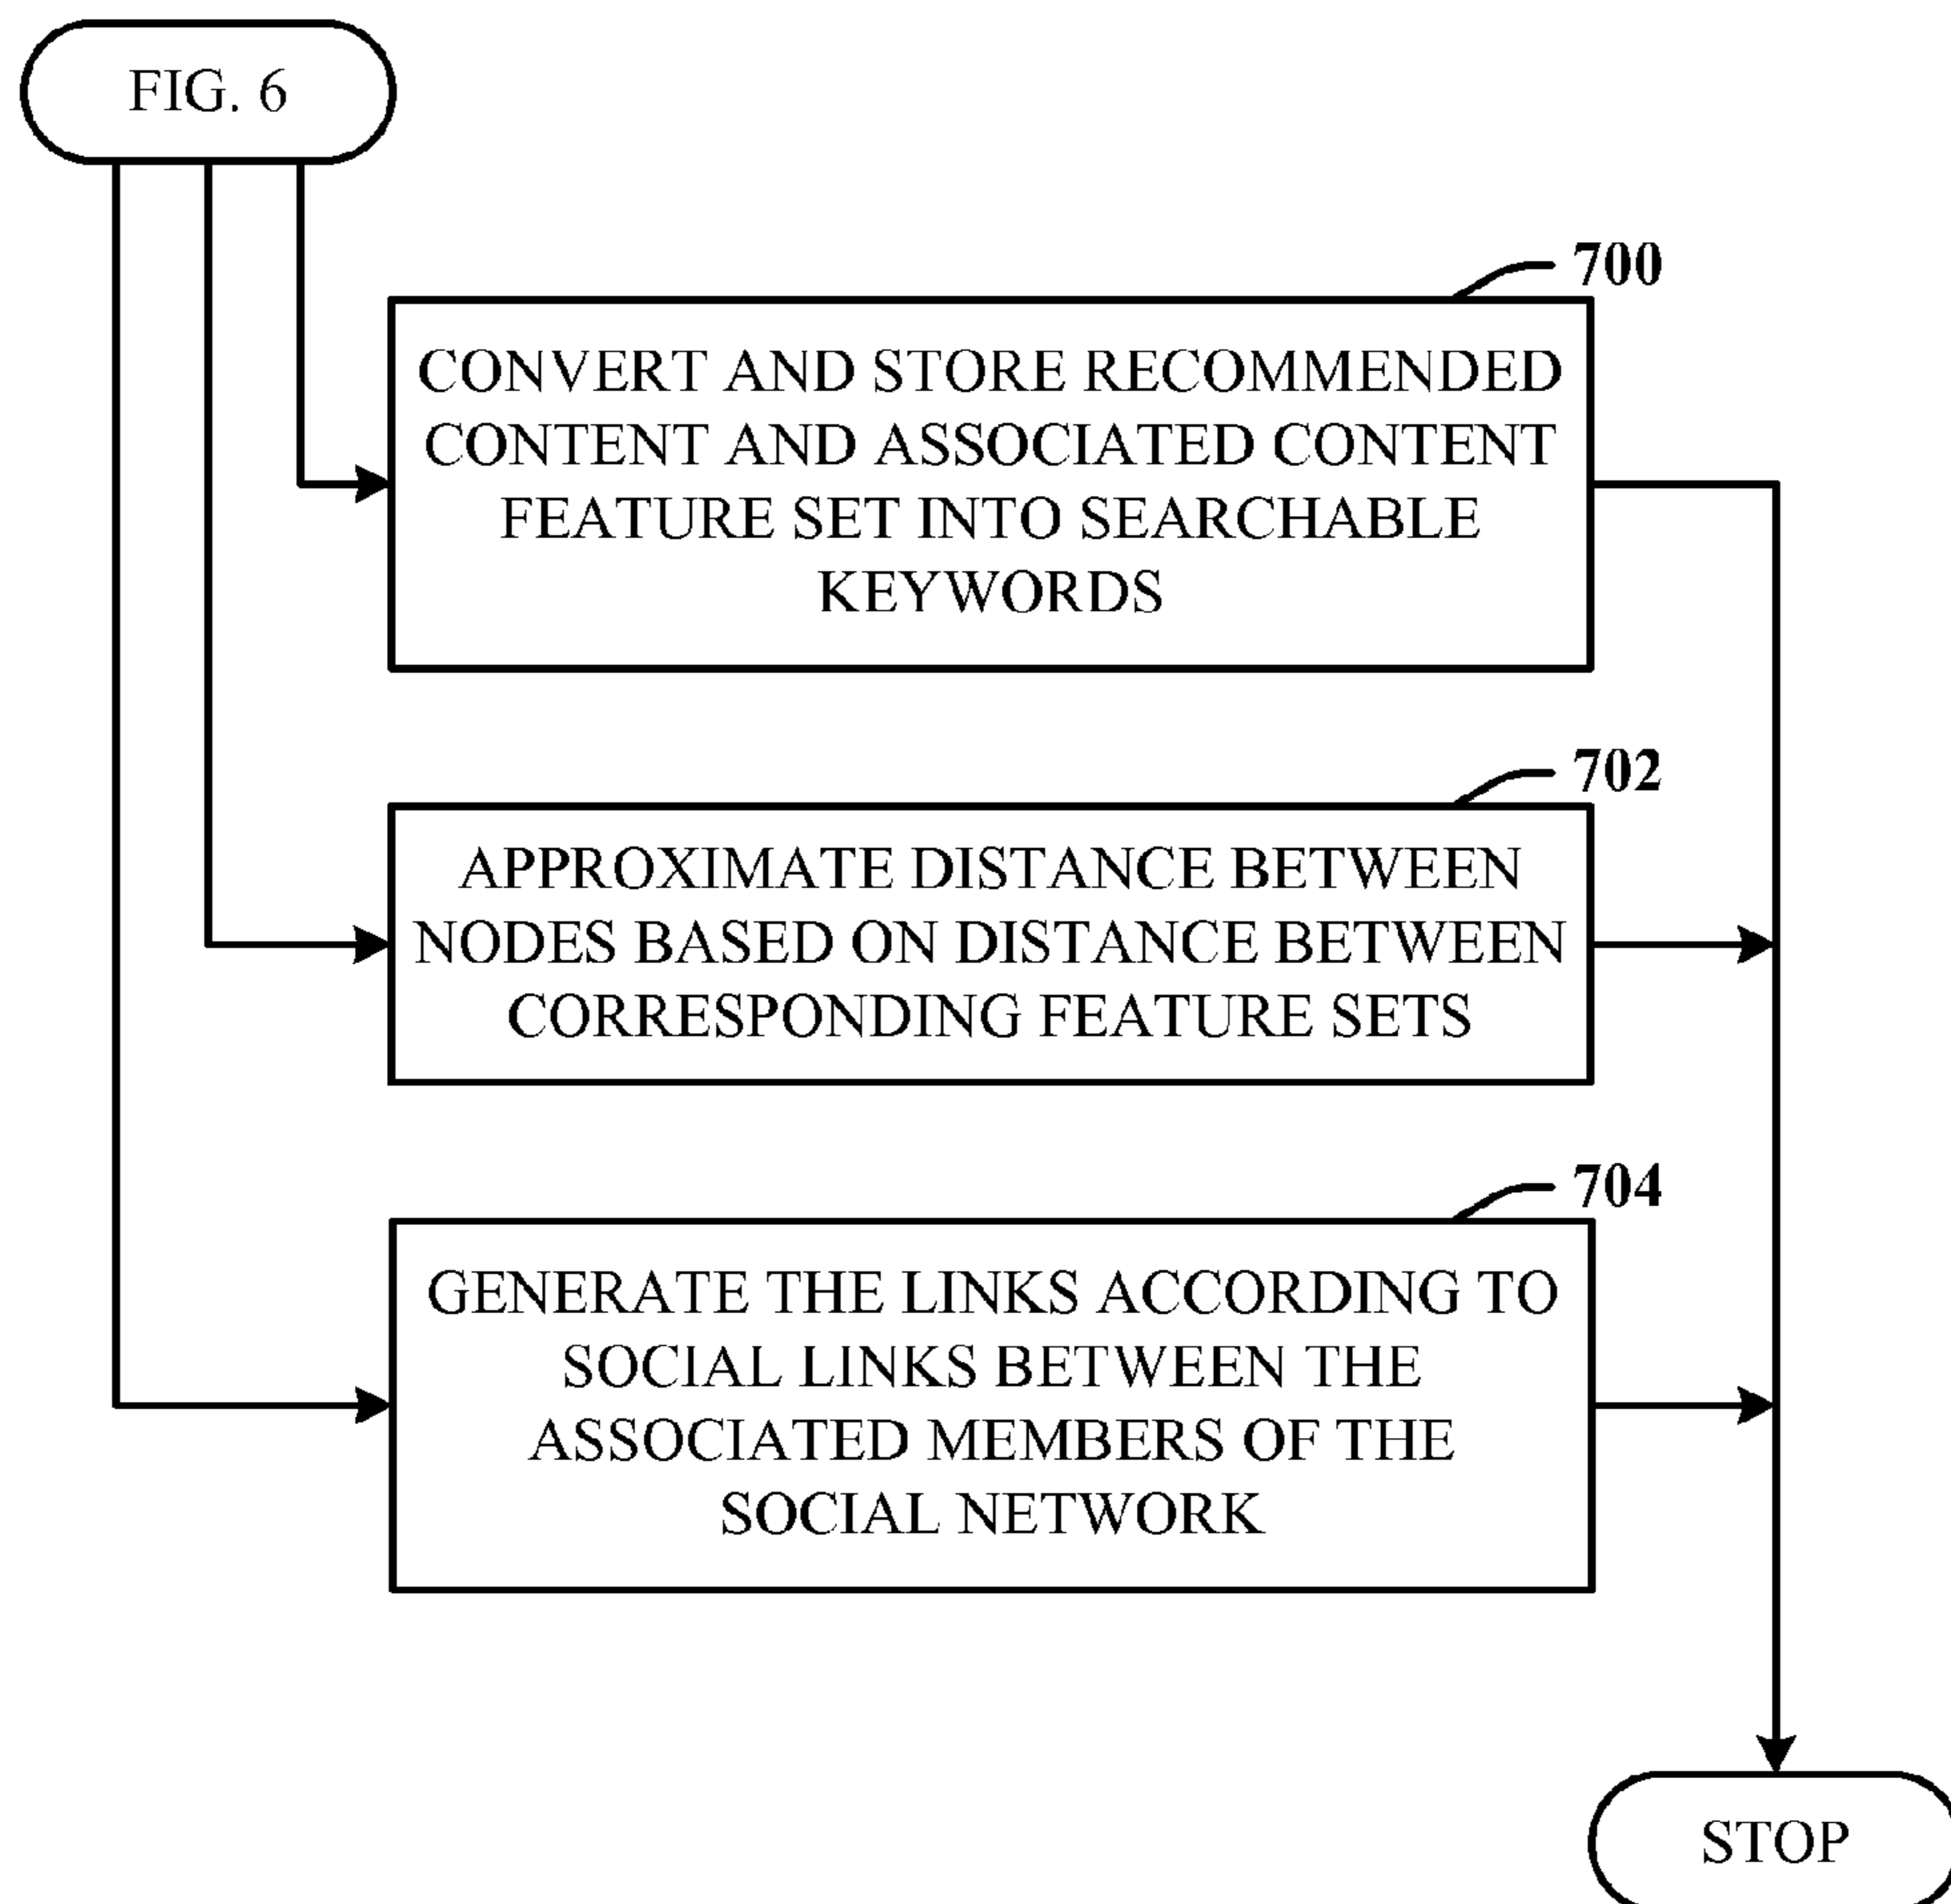 FIG. 6
700
CONVERT AND STORE RECOMMENDED
CONTENT AND ASSOCIATED CONTENT
FEATURE SET INTO SEARCHABLE
KEYWORDS
702
APPROXIMATE DISTANCE BETWEEN
NODES BASED ON DISTANCE BETWEEN
CORRESPONDING FEATURE SETS
704
GENERATE THE LINKS ACCORDING TO
SOCIAL LINKS BETWEEN THE
ASSOCIATED MEMBERS OF THE
SOCIAL NETWORK
STOP